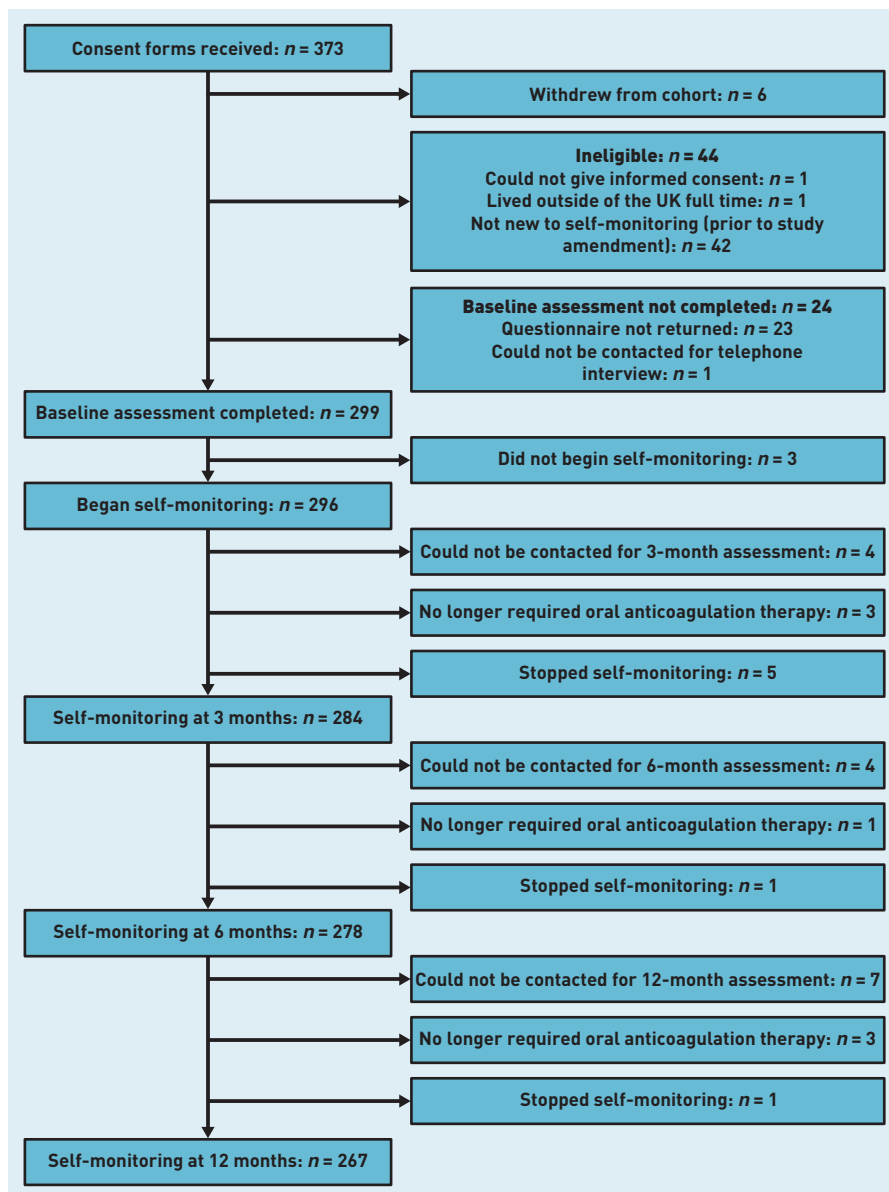 Consent forms received: n = 373
Withdrew from cohort: n = 6
Ineligible: n = 44
Could not give informed consent: n = 1
Lived outside of the UK full time: n = 1
Not new to self-monitoring (prior to study
amendment): n = 42
Baseline assessment not completed: n = 24
Questionnaire not returned: n = 23
Could not be contacted for telephone
interview: n = 1
Baseline assessment completed: n = 299
Did not begin self-monitoring: n = 3
Began self-monitoring: n = 296
Could not be contacted for 3-month assessment: n = 4
No longer required oral anticoagulation therapy: n = 3
Stopped self-monitoring: n = 5
Self-monitoring at 3 months: n = 284
Could not be contacted for 6-month assessment: n = 4
No longer required oral anticoagulation therapy: n = 1
Stopped self-monitoring: n = 1
Self-monitoring at 6 months: n = 278
Could not be contacted for 12-month assessment: n = 7
No longer required oral anticoagulation therapy: n = 3
Stopped self-monitoring: n = 1
Self-monitoring at 12 months: n = 267